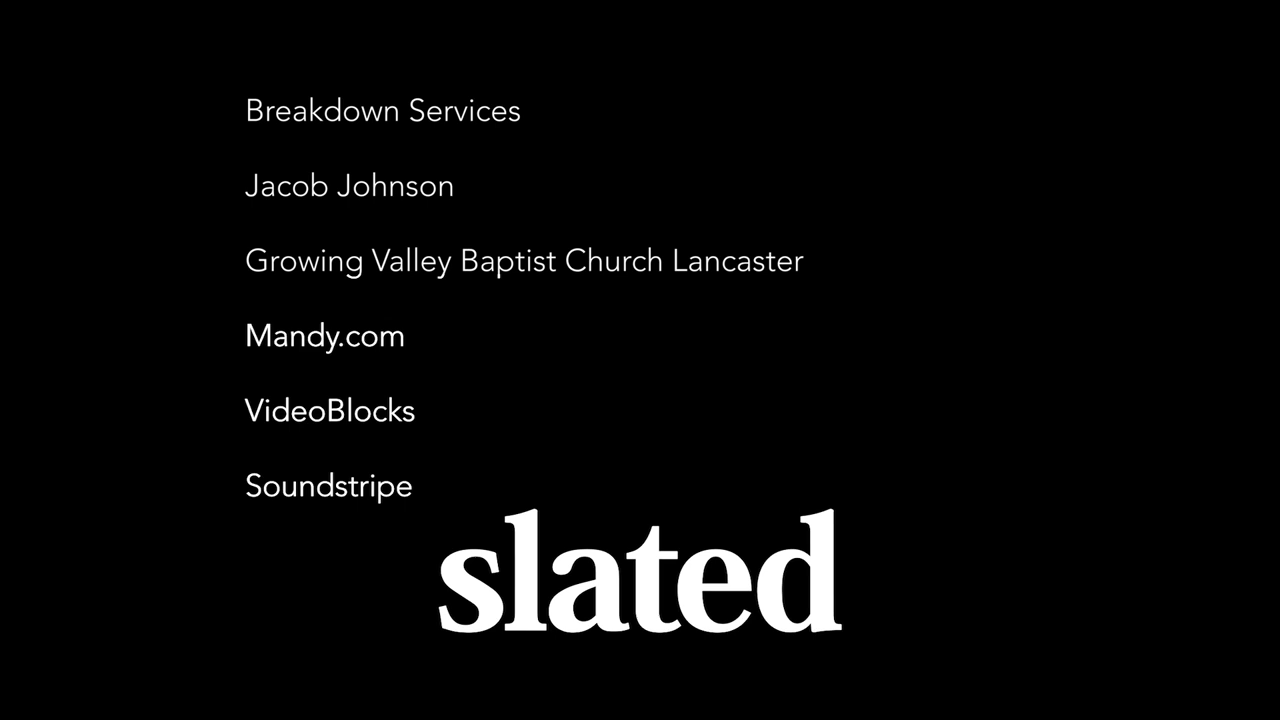 Breakdown Services
Jacob Johnson
Growing Valley Baptist Church Lancaster
Mandy.com
VideoBlocks
Soundstripe
slated